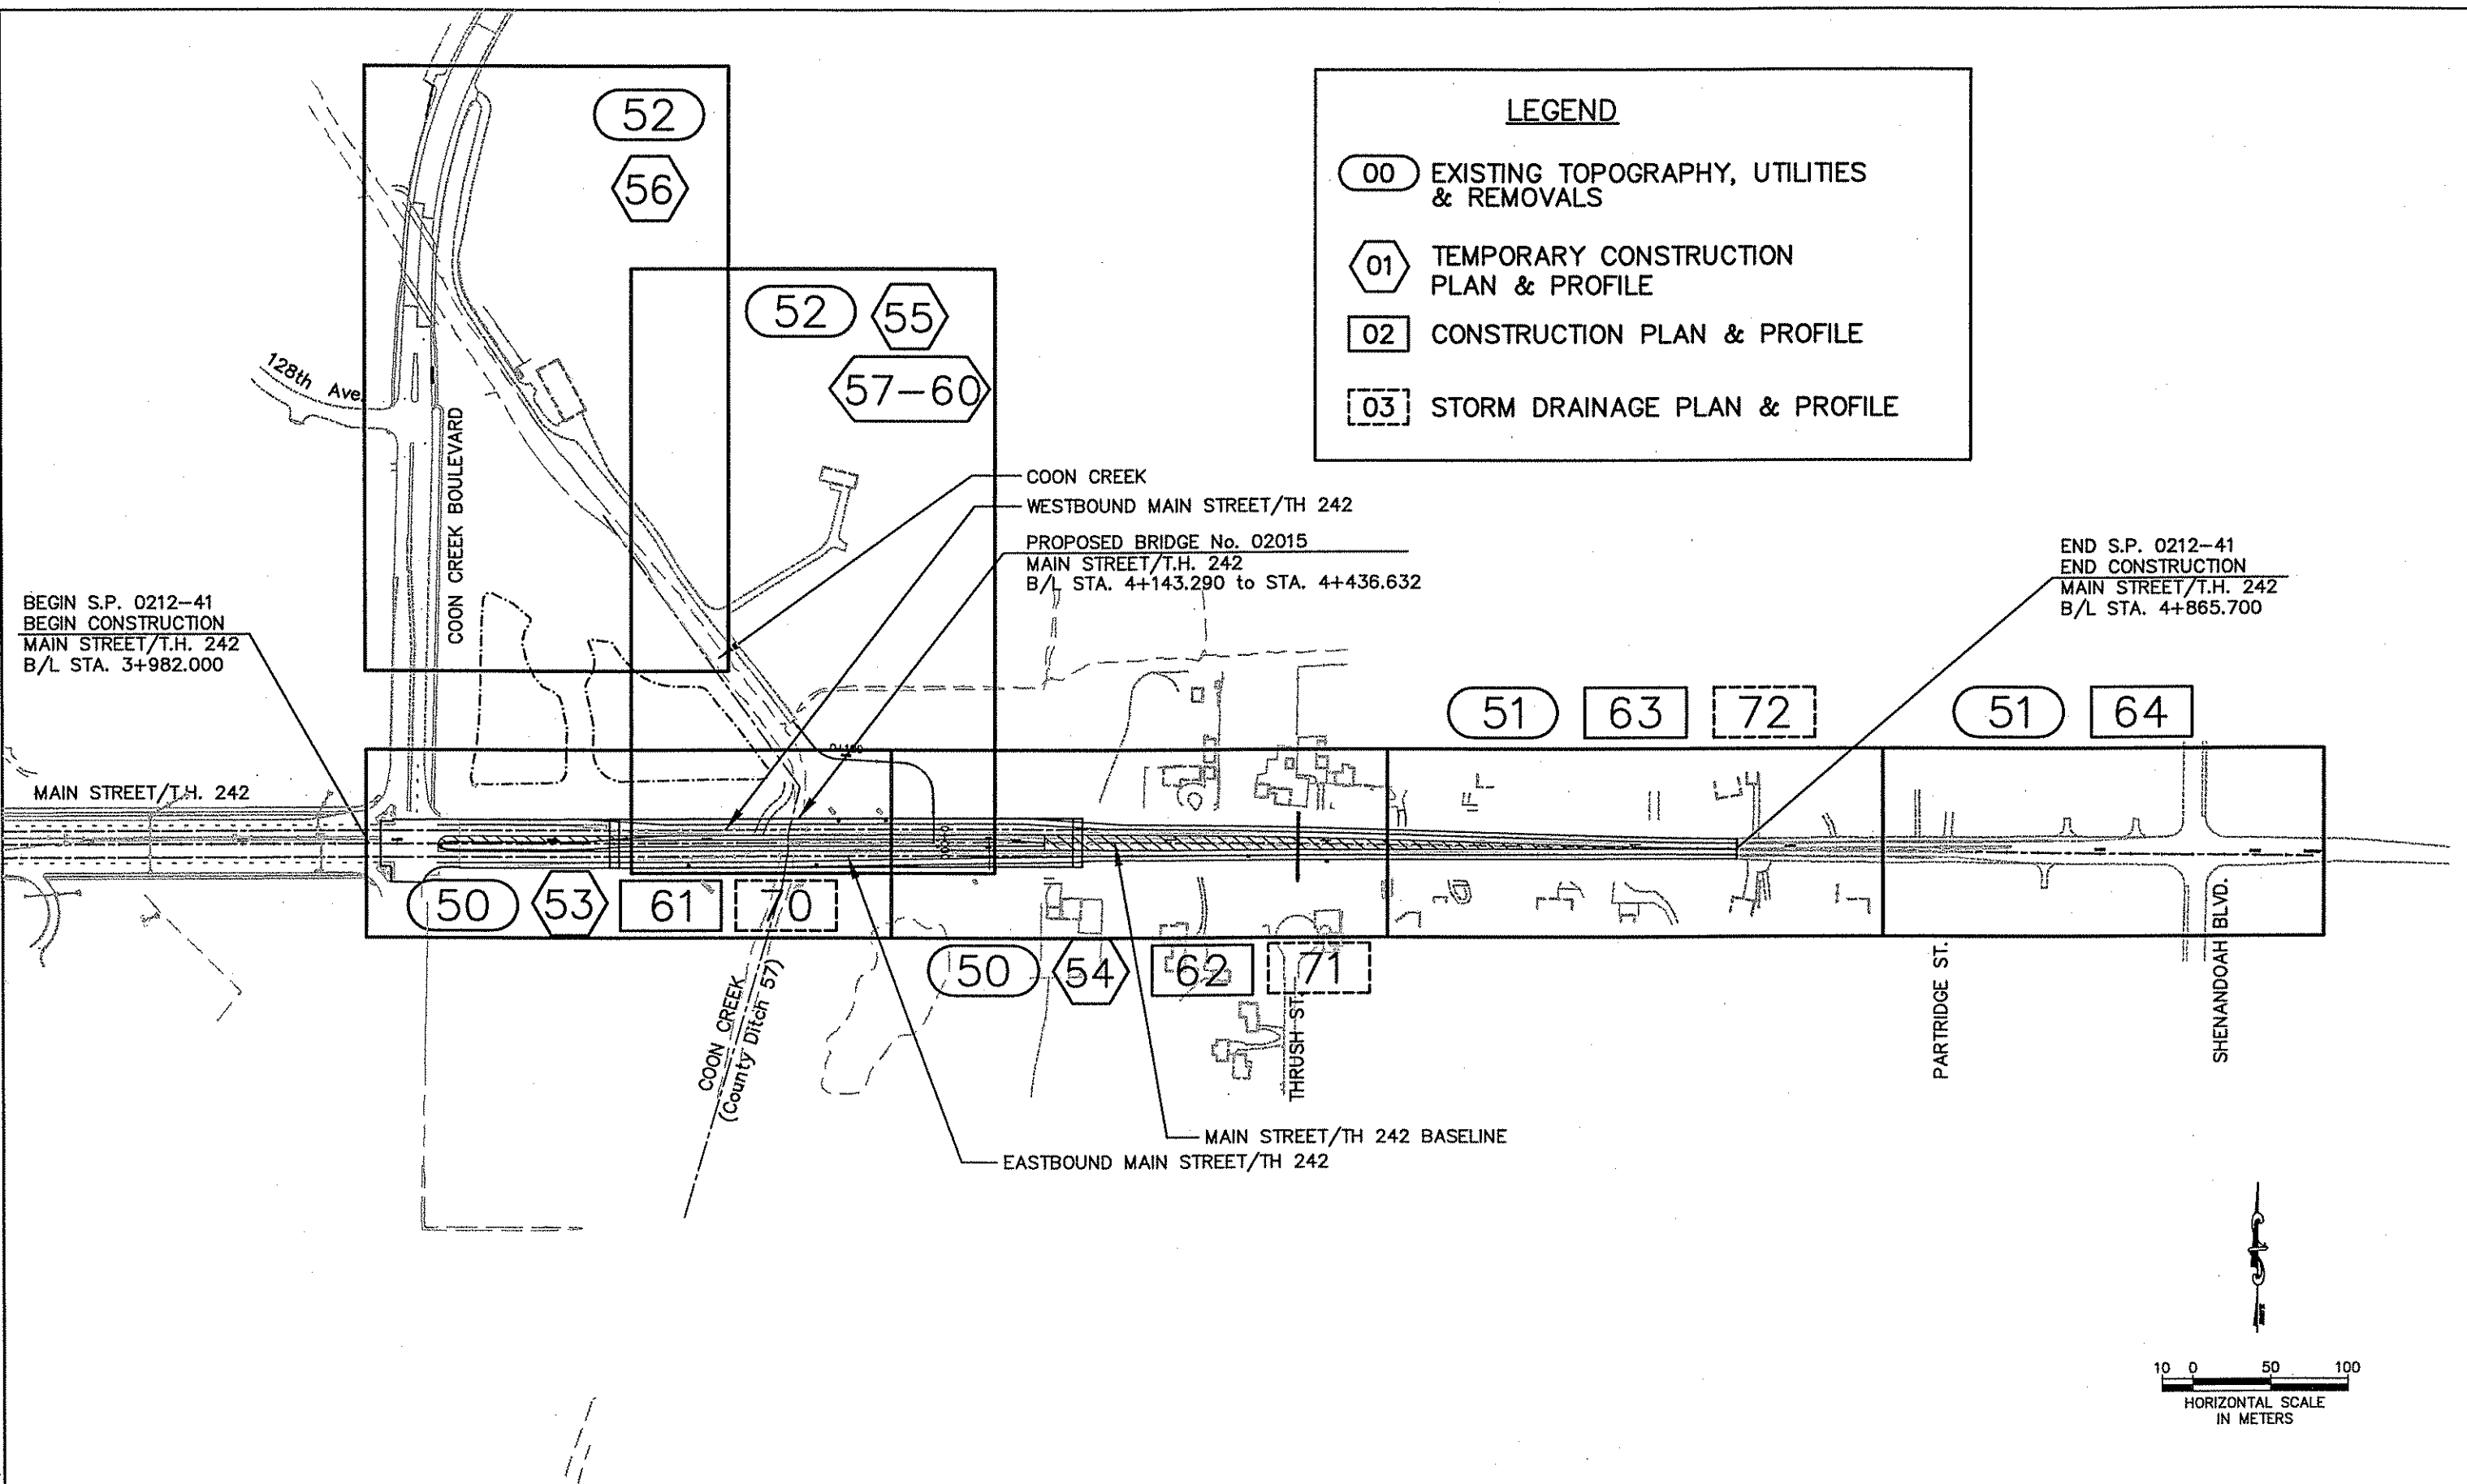 52
56
LEGEND
00 EXISTING TOPOGRAPHY, UTILITIES
& REMOVALS
01 TEMPORARY CONSTRUCTION
PLAN & PROFILE
02 CONSTRUCTION PLAN & PROFILE
03 STORM DRAINAGE PLAN & PROFILE
52 55
57-60
128th Ave.
COON CREEK BOULEVARD
COON CREEK
WESTBOUND MAIN STREET/TH 242
PROPOSED BRIDGE No. 02015
MAIN STREET/T.H. 242
B/L STA. 4+143.290 to STA. 4+436.632
END S.P. 0212-41
END CONSTRUCTION
MAIN STREET/T.H. 242
B/L STA. 4+865.700
BEGIN S.P. 0212-41
BEGIN CONSTRUCTION
MAIN STREET/T.H. 242
B/L STA. 3+982.000
51 63 72
51 64
MAIN STREET/T.H. 242
50 53 61 70
50 54 62 71
COON CREEK
(County Ditch 57)
THRUSH ST.
PARTRIDGE ST.
SHENANDOAH BLVD.
MAIN STREET/TH 242 BASELINE
EASTBOUND MAIN STREET/TH 242
10 0 50 100
HORIZONTAL SCALE
IN METERS